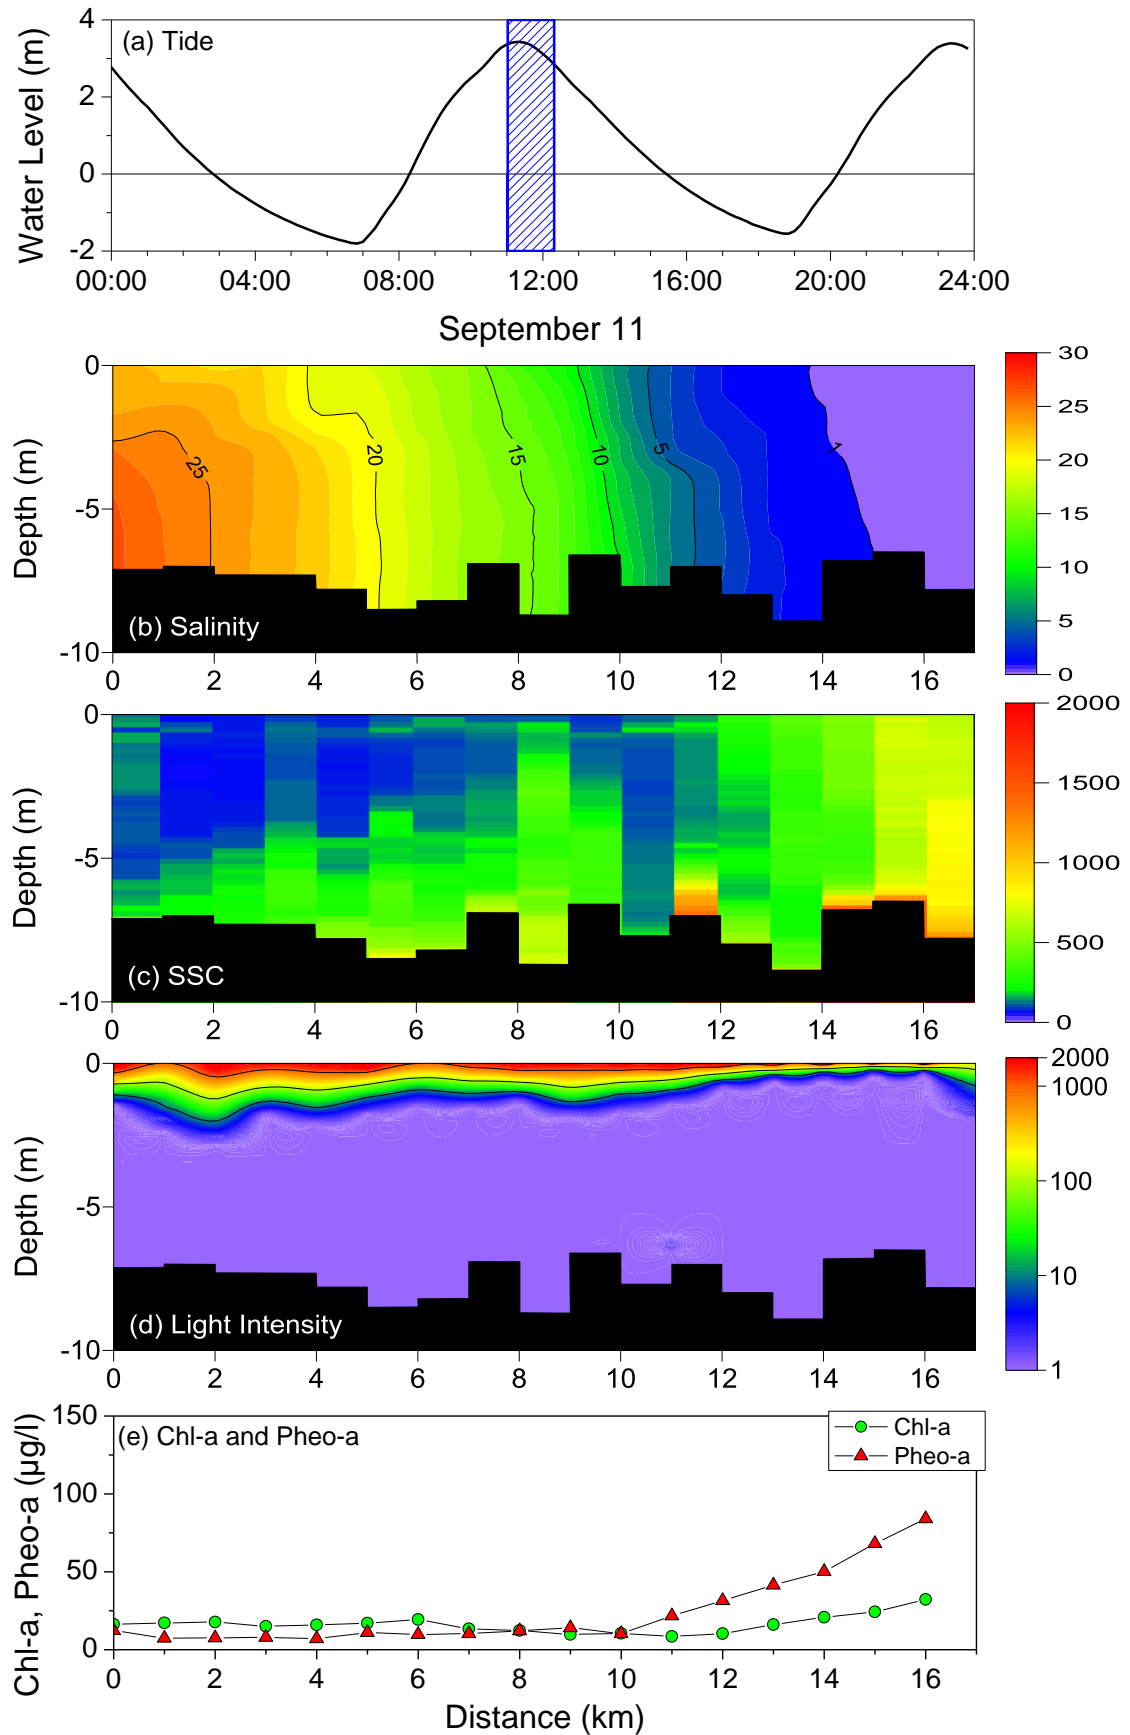 4
(a) Tide
2
0
-2
Water Level (m)
00:00 04:00 08:00 12:00 16:00 20:00 24:00
September 11
0
-5
-10
Depth (m)
25 20 15 10 5 1
(b) Salinity
0 2 4 6 8 10 12 14 16
30
25
20
15
10
5
0
0
-5
-10
Depth (m)
(c) SSC
0 2 4 6 8 10 12 14 16
2000
1500
1000
500
0
0
-5
-10
Depth (m)
(d) Light Intensity
0 2 4 6 8 10 12 14 16
2000
1000
100
10
1
150
100
50
0
Chl-a, Pheo-a (µg/l)
(e) Chl-a and Pheo-a
Chl-a
Pheo-a
0 2 4 6 8 10 12 14 16
Distance (km)